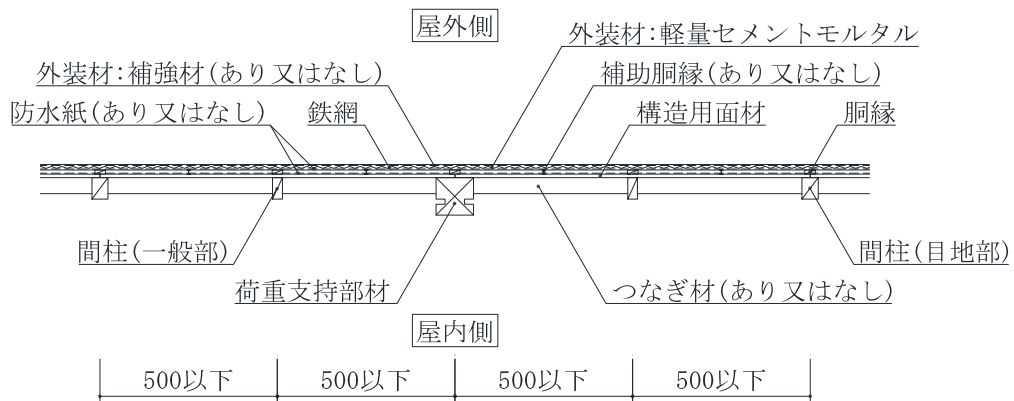 屋外側
外装材:軽量セメントモルタル
外装材:補強材(あり又はなし)
補助胴縁(あり又はなし)
防水紙(あり又はなし)
鉄網
構造用面材
胴縁
間柱(一般部)
間柱(目地部)
荷重支持部材
つなぎ材(あり又はなし)
屋内側
500以下
500以下
500以下
500以下